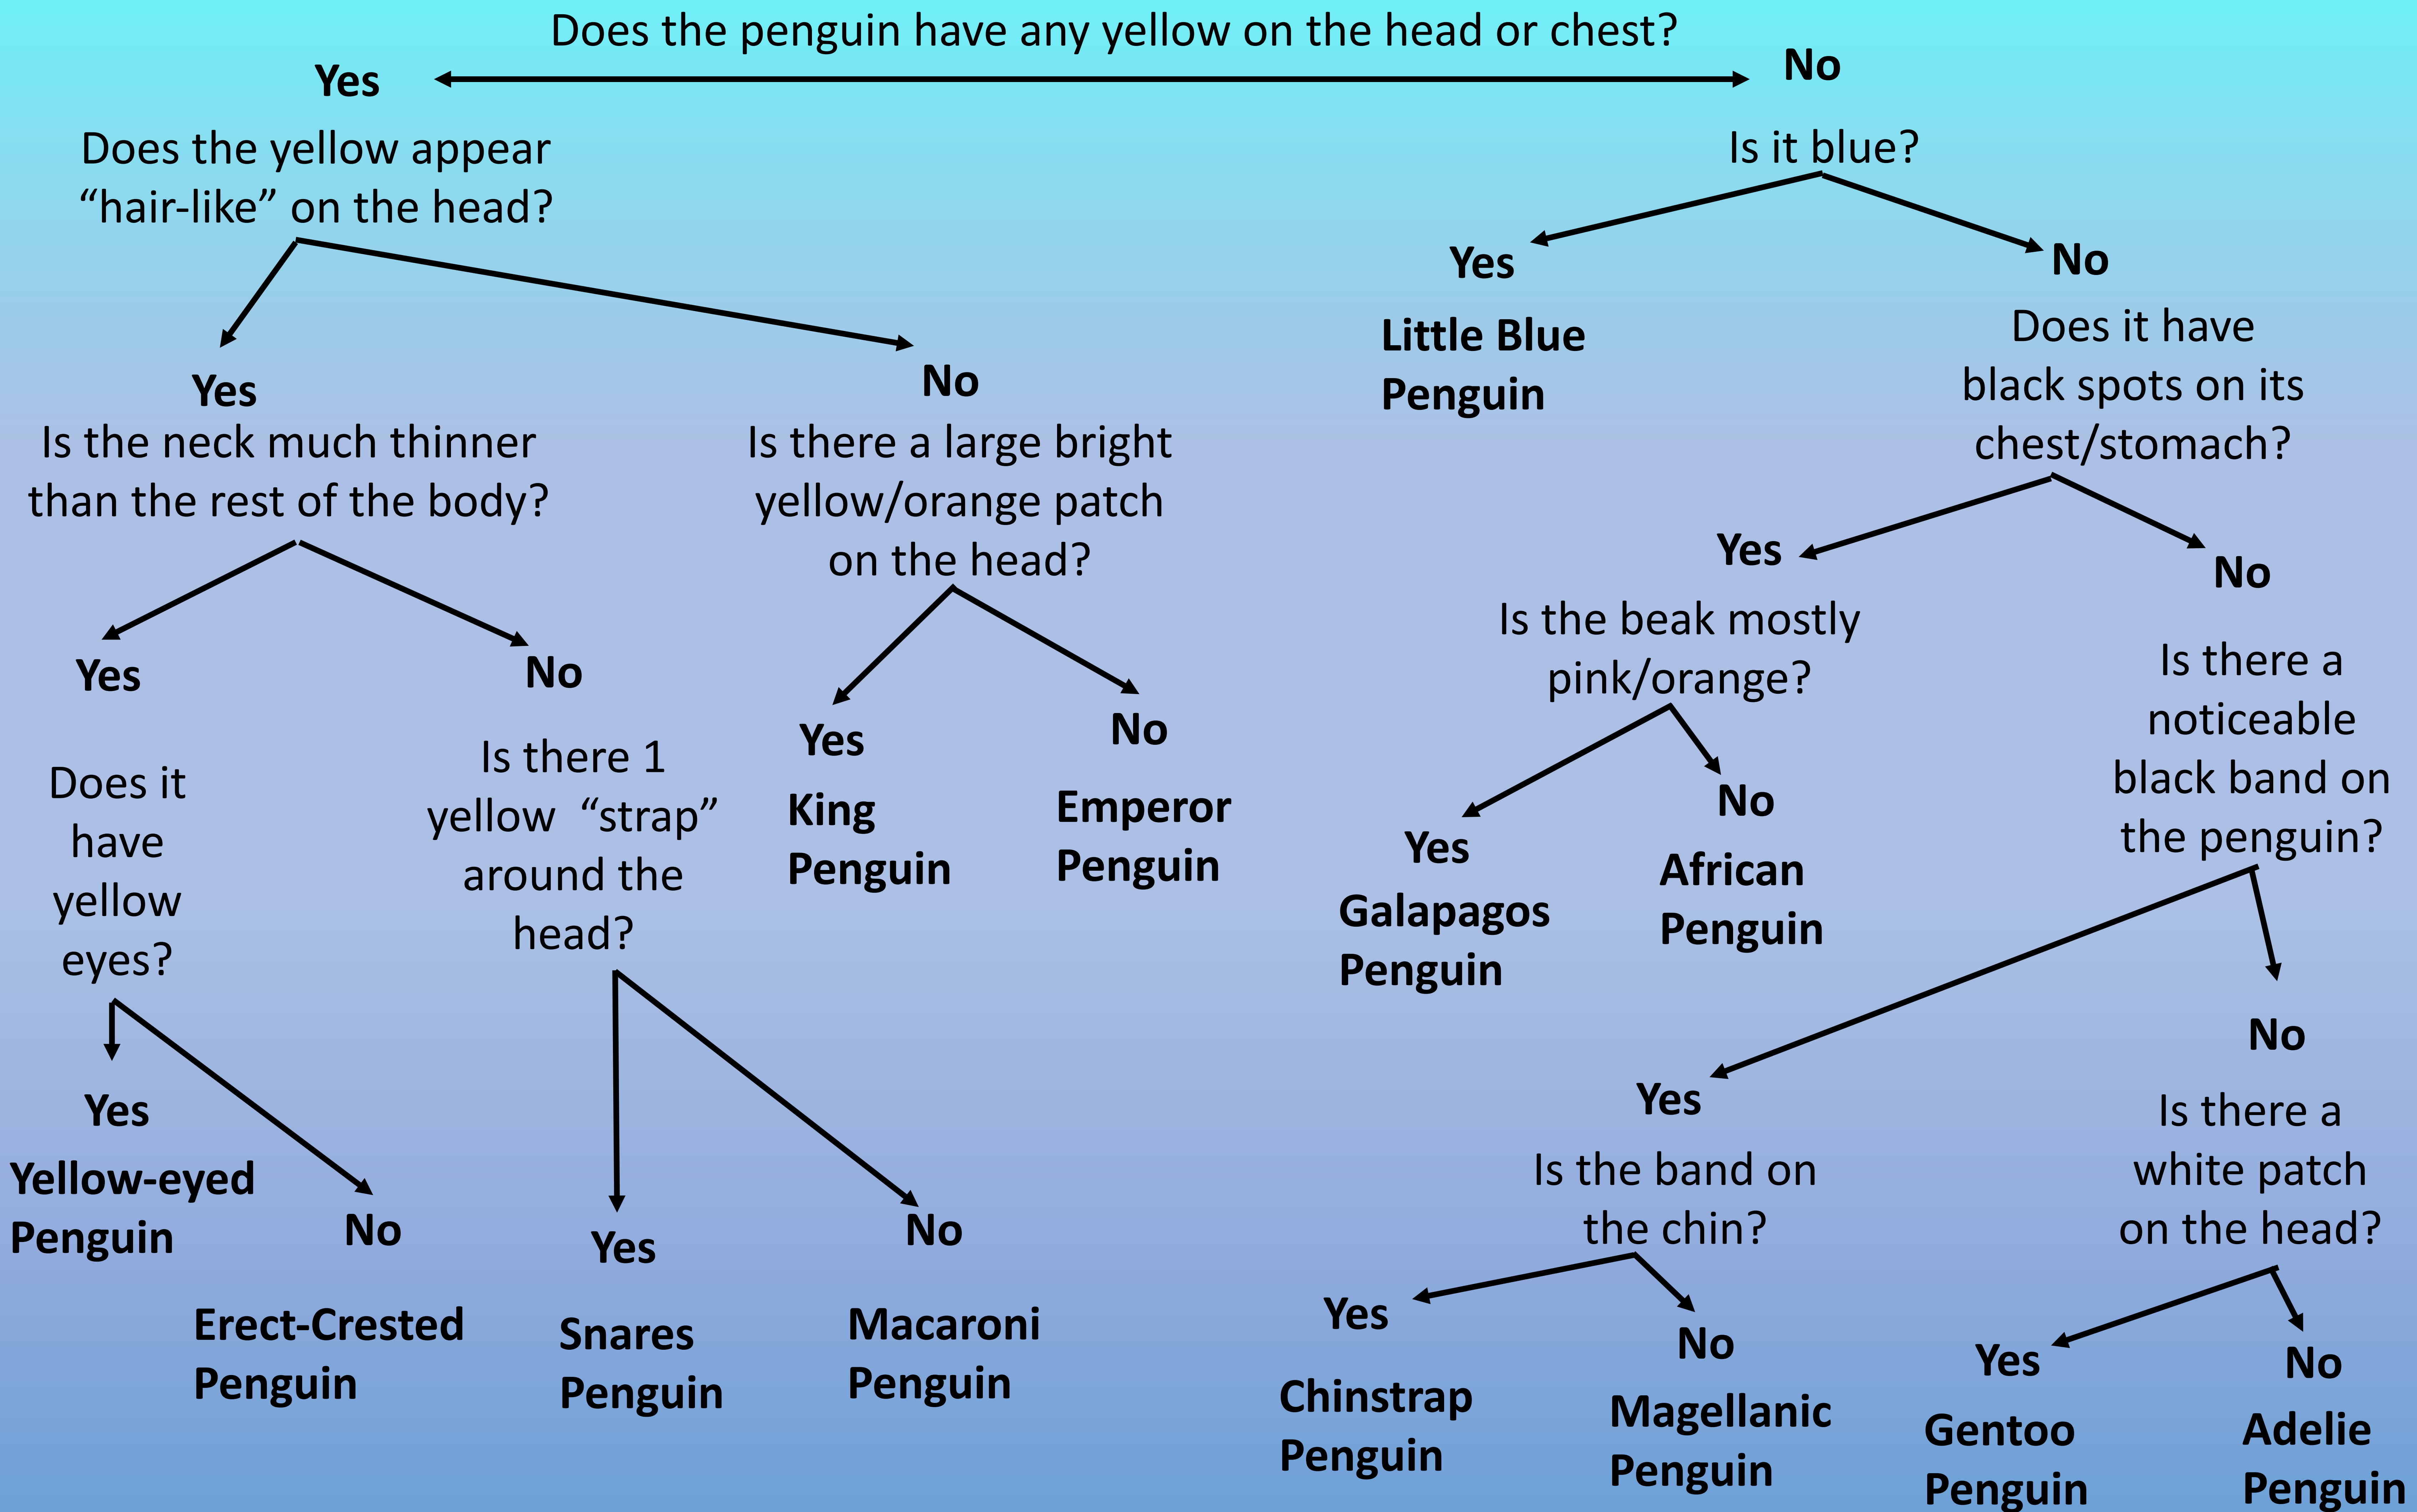 Does the penguin have any yellow on the head or chest?
Yes
No
Does the yellow appear
“hair-like” on the head?
Is it blue?
Yes
No
Is the neck much thinner
than the rest of the body?
Is there a large bright
yellow/orange patch
on the head?
Yes
Little Blue
Penguin
No
Does it have
black spots on its
chest/stomach?
Yes
Does it
have
yellow
eyes?
No
Is there 1
yellow “strap”
around the
head?
Yes
King
Penguin
No
Emperor
Penguin
Yes
Is the beak mostly
pink/orange?
No
Is there a
noticeable
black band on
the penguin?
Yes
Galapagos
Penguin
No
African
Penguin
Yes
Yellow-eyed
Penguin
No
Erect-Crested
Penguin
Yes
Snares
Penguin
No
Macaroni
Penguin
Yes
Is the band on
the chin?
No
Is there a
white patch
on the head?
Yes
Chinstrap
Penguin
No
Magellanic
Penguin
Yes
Gentoo
Penguin
No
Adelie
Penguin